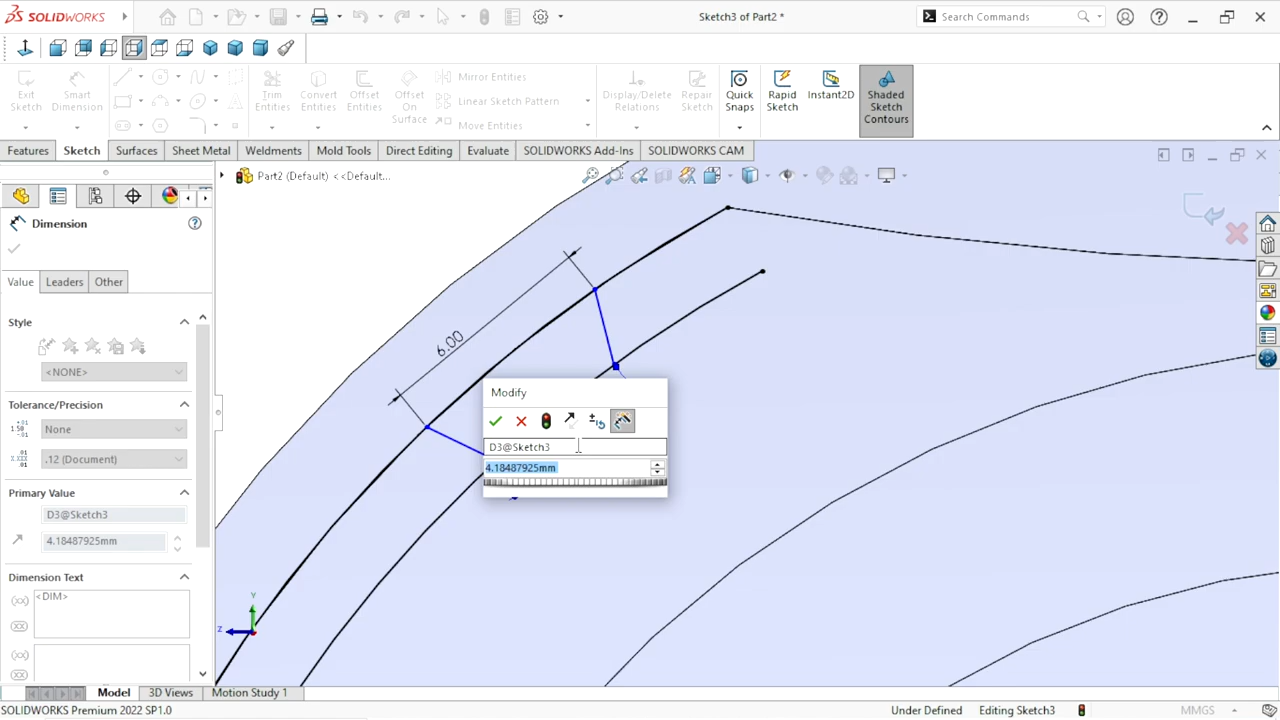 SOLIDWORKS
Sketch3 of Part2 *
Search Commands
Exit Sketch
Smart Dimension
Trim Entities
Convert Entities
Offset Entities
Offset On Surface
Mirror Entities
Linear Sketch Pattern
Move Entities
Display/Delete Relations
Repair Sketch
Quick Snaps
Rapid Sketch
Instant2D
Shaded Sketch Contours
Features
Sketch
Surfaces
Sheet Metal
Weldments
Mold Tools
Direct Editing
Evaluate
SOLIDWORKS Add-Ins
SOLIDWORKS CAM
Part2 (Default) <<Default...
Dimension
Value
Leaders
Other
Style
<NONE>
Tolerance/Precision
None
.12 (Document)
Primary Value
D3@Sketch3
4.18487925mm
Dimension Text
<DIM>
6.00
Modify
D3@Sketch3
4.18487925mm
Y
Z
Model
3D Views
Motion Study 1
SOLIDWORKS Premium 2022 SP1.0
Under Defined
Editing Sketch3
MMGS